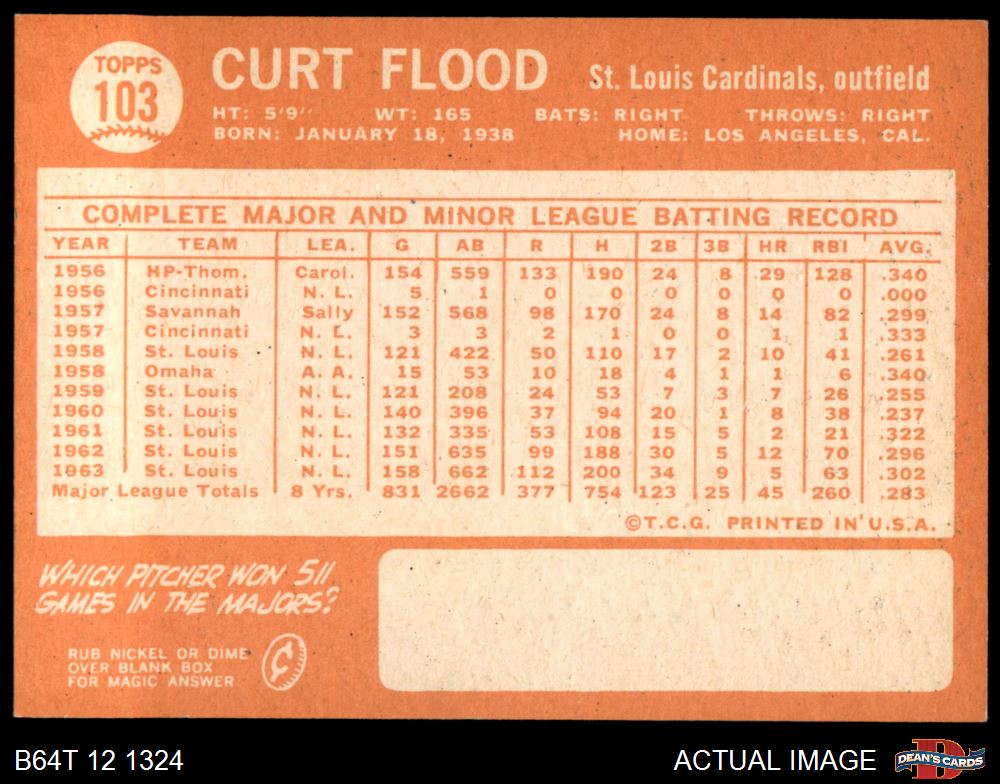 TOPPS
103
CURT FLOOD St. Louis Cardinals, outfield
HT: 5'9" WT: 165 BATS: RIGHT THROWS: RIGHT
BORN: JANUARY 18, 1938 HOME: LOS ANGELES, CAL.
COMPLETE MAJOR AND MINOR LEAGUE BATTING RECORD
YEAR TEAM LEA. G AB R H 2B 3B HR RBI AVG.
1956 HP-Thom. Carol. 154 559 133 190 24 8 29 128 .340
1956 Cincinnati N. L. 5 1 0 0 0 0 0 0 .000
1957 Savannah Sally 152 568 98 170 24 8 14 82 .299
1957 Cincinnati N. L. 3 3 2 1 0 0 1 1 .333
1958 St. Louis N. L. 121 422 50 110 17 2 10 41 .261
1958 Omaha A. A. 15 53 10 18 4 1 1 6 .340
1959 St. Louis N. L. 121 208 24 53 7 3 7 26 .255
1960 St. Louis N. L. 140 396 37 94 20 1 8 38 .237
1961 St. Louis N. L. 132 335 53 108 15 5 2 21 .322
1962 St. Louis N. L. 151 635 99 188 30 5 12 70 .296
1963 St. Louis N. L. 158 662 112 200 34 9 5 63 .302
Major League Totals 8 Yrs. 831 2662 377 754 123 25 45 260 .283
©T.C.G. PRINTED IN U.S.A.
WHICH PITCHER WON 511
GAMES IN THE MAJORS?
RUB NICKEL OR DIME
OVER BLANK BOX
FOR MAGIC ANSWER
¢
B64T 12 1324 ACTUAL IMAGE
D
DEAN'S CARDS